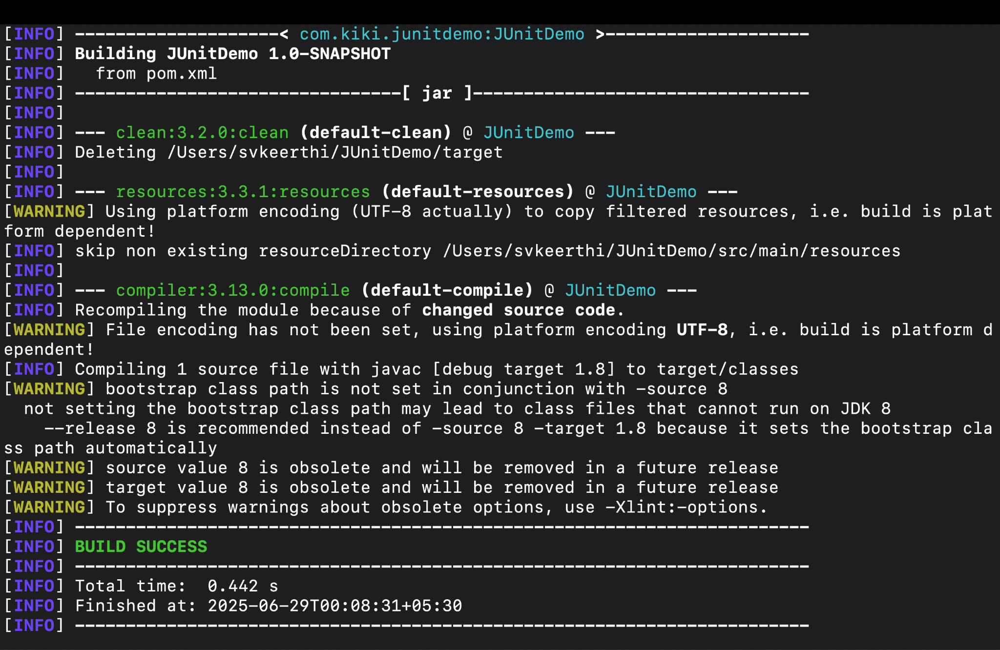 [INFO] --------------------< com.kiki.junitdemo:JUnitDemo >--------------------
[INFO] Building JUnitDemo 1.0-SNAPSHOT
[INFO]   from pom.xml
[INFO] --------------------------------[ jar ]---------------------------------
[INFO]
[INFO] --- clean:3.2.0:clean (default-clean) @ JUnitDemo ---
[INFO] Deleting /Users/svkeerthi/JUnitDemo/target
[INFO]
[INFO] --- resources:3.3.1:resources (default-resources) @ JUnitDemo ---
[WARNING] Using platform encoding (UTF-8 actually) to copy filtered resources, i.e. build is plat
form dependent!
[INFO] skip non existing resourceDirectory /Users/svkeerthi/JUnitDemo/src/main/resources
[INFO]
[INFO] --- compiler:3.13.0:compile (default-compile) @ JUnitDemo ---
[INFO] Recompiling the module because of changed source code.
[WARNING] File encoding has not been set, using platform encoding UTF-8, i.e. build is platform d
ependent!
[INFO] Compiling 1 source file with javac [debug target 1.8] to target/classes
[WARNING] bootstrap class path is not set in conjunction with -source 8
  not setting the bootstrap class path may lead to class files that cannot run on JDK 8
    --release 8 is recommended instead of -source 8 -target 1.8 because it sets the bootstrap cla
ss path automatically
[WARNING] source value 8 is obsolete and will be removed in a future release
[WARNING] target value 8 is obsolete and will be removed in a future release
[WARNING] To suppress warnings about obsolete options, use -Xlint:-options.
[INFO] ------------------------------------------------------------------------
[INFO] BUILD SUCCESS
[INFO] ------------------------------------------------------------------------
[INFO] Total time:  0.442 s
[INFO] Finished at: 2025-06-29T00:08:31+05:30
[INFO] ------------------------------------------------------------------------